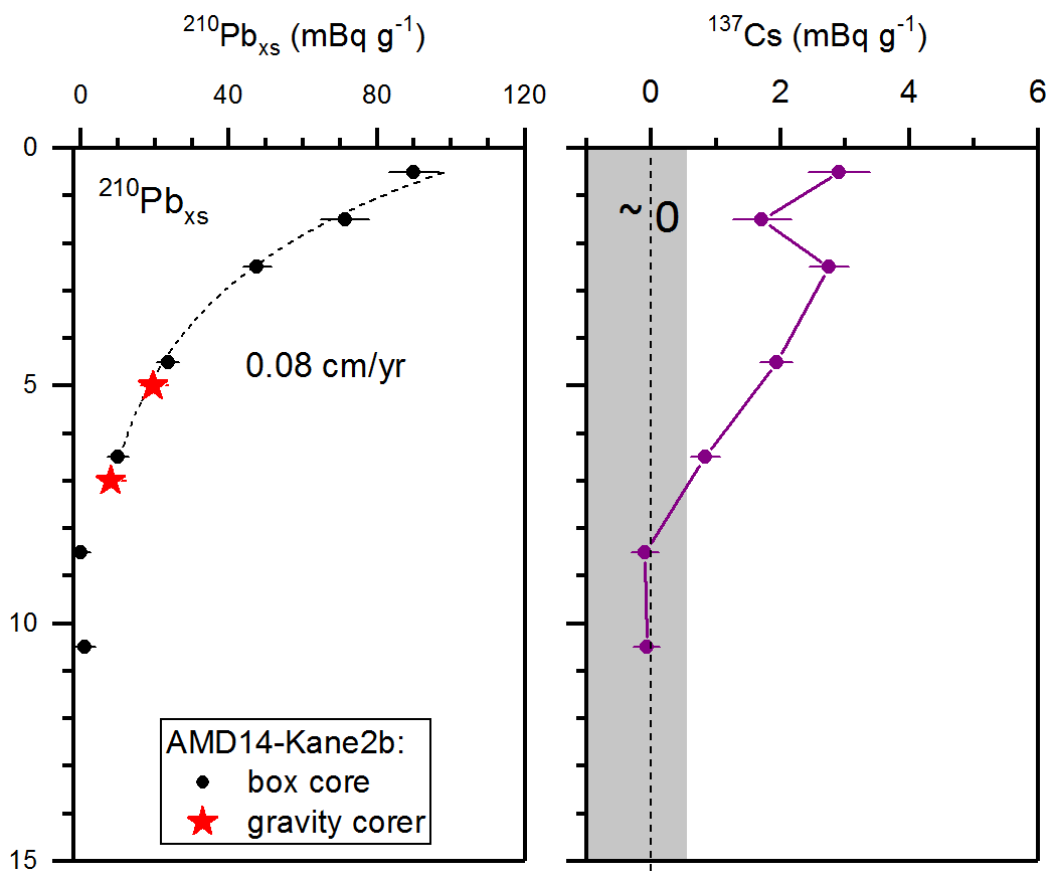 ²¹⁰Pbₓₛ (mBq g⁻¹)
¹³⁷Cs (mBq g⁻¹)
0 40 80 120
0 2 4 6
0
²¹⁰Pbₓₛ
~ 0
0.08 cm/yr
5
10
AMD14-Kane2b:
box core
gravity corer
15